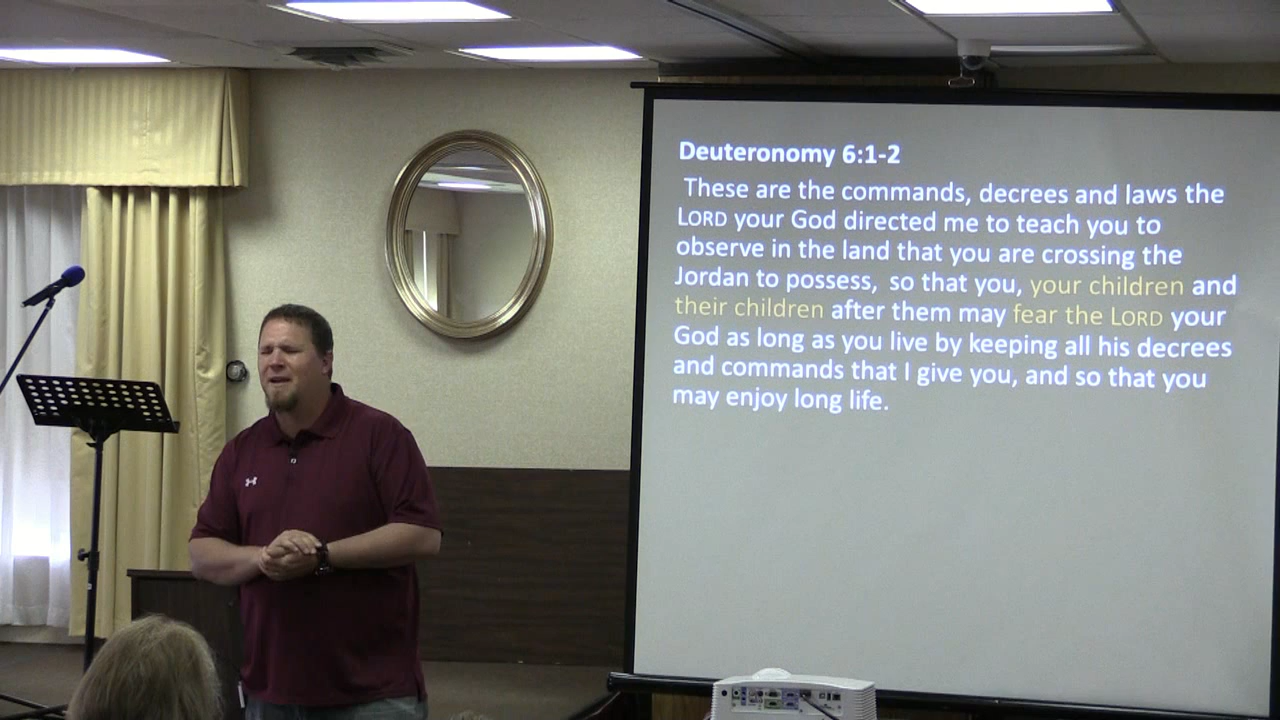 Deuteronomy 6:1-2
These are the commands, decrees and laws the
LORD your God directed me to teach you to
observe in the land that you are crossing the
Jordan to possess, so that you, your children and
their children after them may fear the LORD your
God as long as you live by keeping all his decrees
and commands that I give you, and so that you
may enjoy long life.